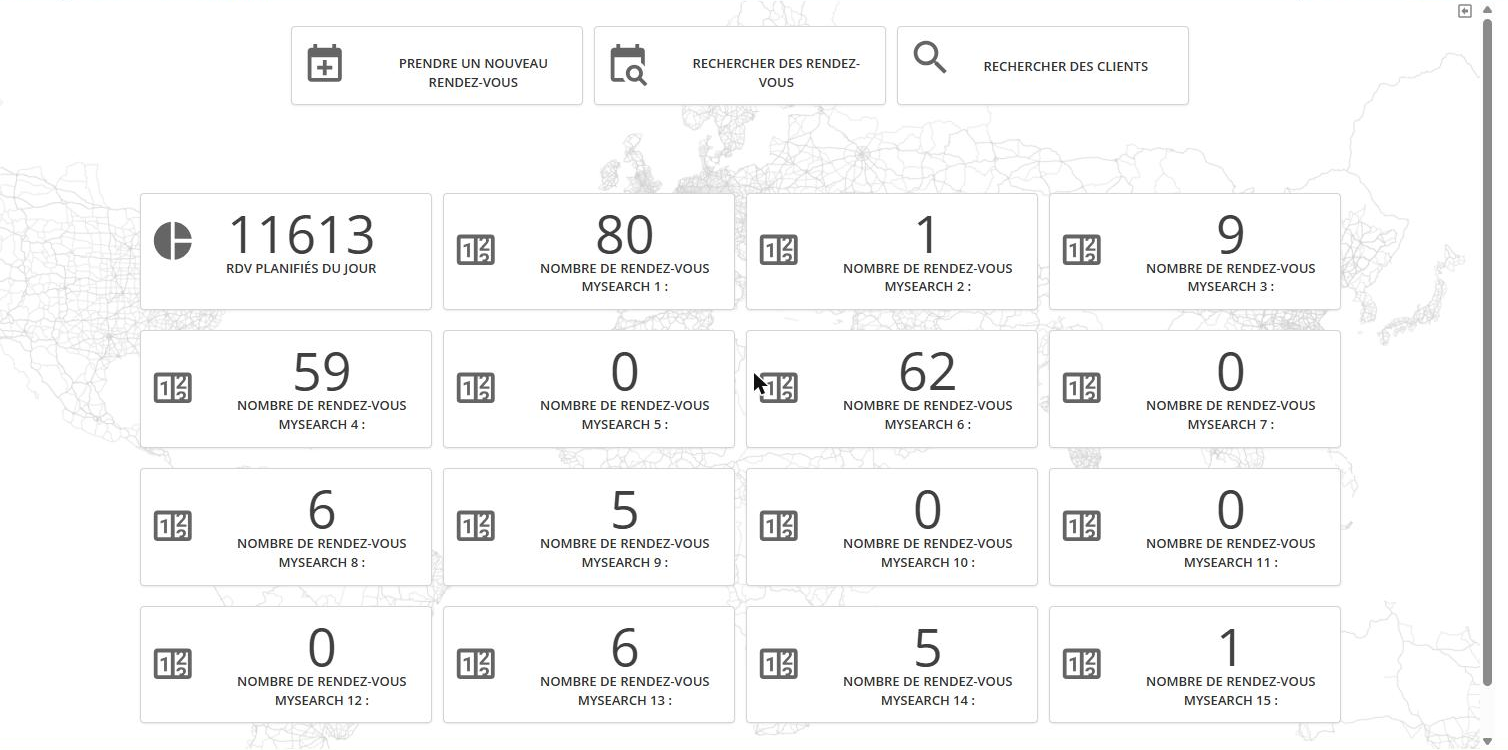 PRENDRE UN NOUVEAU
RENDEZ-VOUS
RECHERCHER DES RENDEZ-
VOUS
RECHERCHER DES CLIENTS
11613
RDV PLANIFIÉS DU JOUR
80
NOMBRE DE RENDEZ-VOUS
MYSEARCH 1 :
1
NOMBRE DE RENDEZ-VOUS
MYSEARCH 2 :
9
NOMBRE DE RENDEZ-VOUS
MYSEARCH 3 :
59
NOMBRE DE RENDEZ-VOUS
MYSEARCH 4 :
0
NOMBRE DE RENDEZ-VOUS
MYSEARCH 5 :
62
NOMBRE DE RENDEZ-VOUS
MYSEARCH 6 :
0
NOMBRE DE RENDEZ-VOUS
MYSEARCH 7 :
6
NOMBRE DE RENDEZ-VOUS
MYSEARCH 8 :
5
NOMBRE DE RENDEZ-VOUS
MYSEARCH 9 :
0
NOMBRE DE RENDEZ-VOUS
MYSEARCH 10 :
0
NOMBRE DE RENDEZ-VOUS
MYSEARCH 11 :
0
NOMBRE DE RENDEZ-VOUS
MYSEARCH 12 :
6
NOMBRE DE RENDEZ-VOUS
MYSEARCH 13 :
5
NOMBRE DE RENDEZ-VOUS
MYSEARCH 14 :
1
NOMBRE DE RENDEZ-VOUS
MYSEARCH 15 :